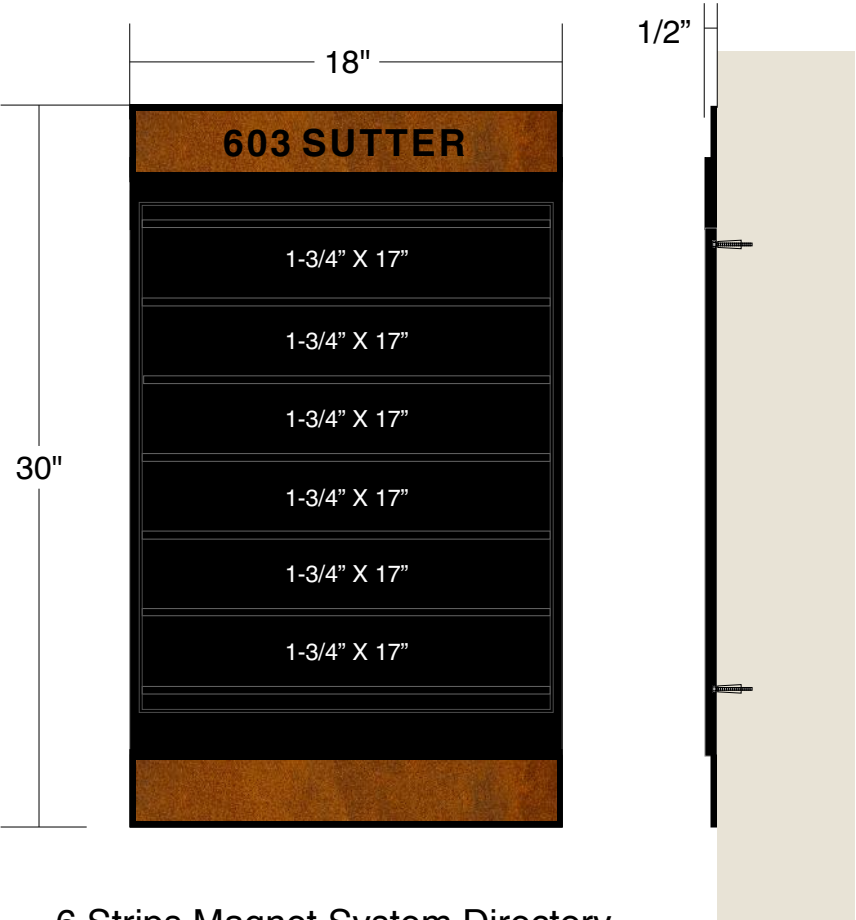 1/2”
18"
603 SUTTER
1-3/4” X 17”
1-3/4” X 17”
1-3/4” X 17”
30"
1-3/4” X 17”
1-3/4” X 17”
1-3/4” X 17”
6 Strips Magnet System Directory